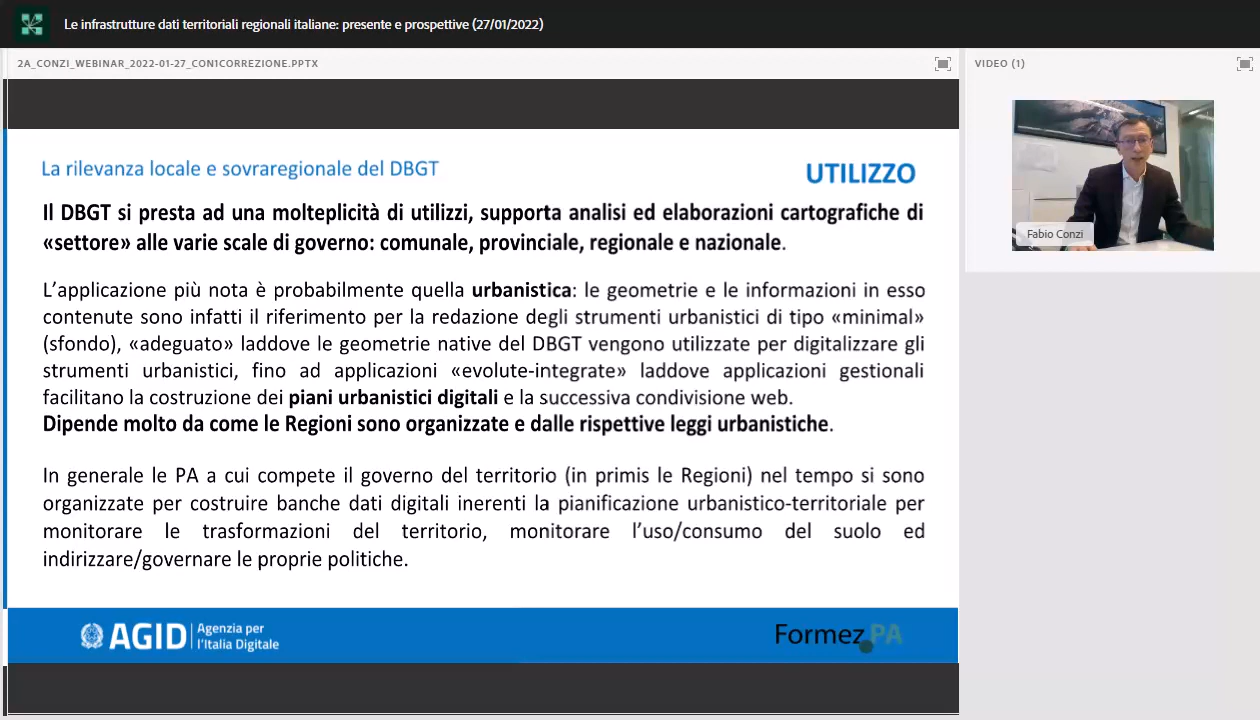 Le infrastrutture dati territoriali regionali italiane: presente e prospettive (27/01/2022)
2A_CONZI_WEBINAR_2022-01-27_CON1CORREZIONE.PPTX
VIDEO (1)
La rilevanza locale e sovraregionale del DBGT
UTILIZZO
Il DBGT si presta ad una molteplicità di utilizzi, supporta analisi ed elaborazioni cartografiche di
«settore» alle varie scale di governo: comunale, provinciale, regionale e nazionale.
L’applicazione più nota è probabilmente quella urbanistica: le geometrie e le informazioni in esso
contenute sono infatti il riferimento per la redazione degli strumenti urbanistici di tipo «minimal»
(sfondo), «adeguato» laddove le geometrie native del DBGT vengono utilizzate per digitalizzare gli
strumenti urbanistici, fino ad applicazioni «evolute-integrate» laddove applicazioni gestionali
facilitano la costruzione dei piani urbanistici digitali e la successiva condivisione web.
Dipende molto da come le Regioni sono organizzate e dalle rispettive leggi urbanistiche.
In generale le PA a cui compete il governo del territorio (in primis le Regioni) nel tempo si sono
organizzate per costruire banche dati digitali inerenti la pianificazione urbanistico-territoriale per
monitorare le trasformazioni del territorio, monitorare l’uso/consumo del suolo ed
indirizzare/governare le proprie politiche.
AGID Agenzia per
l’Italia Digitale
Formez PA
Fabio Conzi